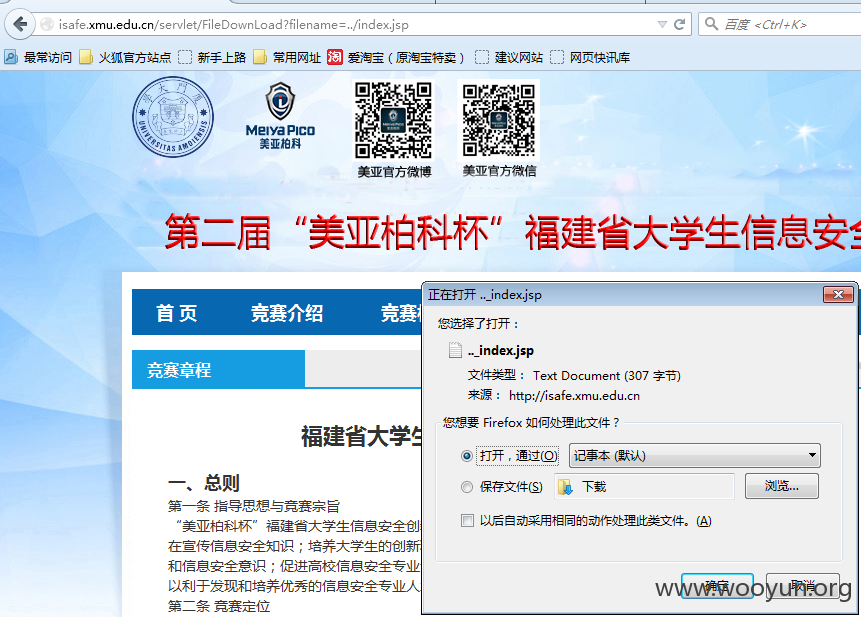 isafe.xmu.edu.cn/servlet/FileDownLoad?filename=../index.jsp
百度 <Ctrl+K>
最常访问 火狐官方站点 新手上路 常用网址 淘 爱淘宝（原淘宝特卖） 建议网站 网页快讯库
UNIVERSITAS AMOIENSIS
MEIYA PICO
美亚柏科
美亚官方微博 美亚官方微信
第二届“美亚柏科杯”福建省大学生信息安全
首 页 竞赛介绍 竞赛
竞赛章程
福建省大学生
一、总则
第一条 指导思想与竞赛宗旨
“美亚柏科杯”福建省大学生信息安全创
在宣传信息安全知识；培养大学生的创新
和信息安全意识；促进高校信息安全专业
以利于发现和培养优秀的信息安全专业人
第二条 竞赛定位
正在打开 .._index.jsp
您选择了打开：
.._index.jsp
文件类型： Text Document (307 字节)
来源： http://isafe.xmu.edu.cn
您想要 Firefox 如何处理此文件？
打开，通过(O) 记事本 (默认)
保存文件(S) 下载 浏览...
以后自动采用相同的动作处理此类文件。(A)
确定 取消
www.wooyun.org